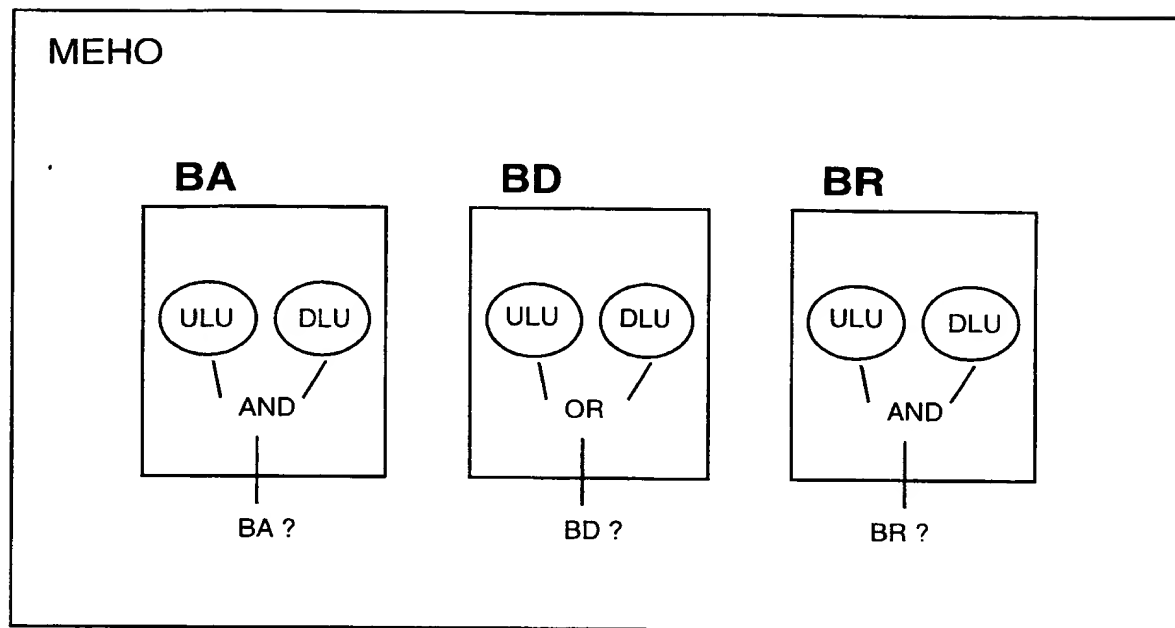 MEHO
BA BD BR
ULU DLU ULU DLU ULU DLU
AND OR AND
BA ? BD ? BR ?